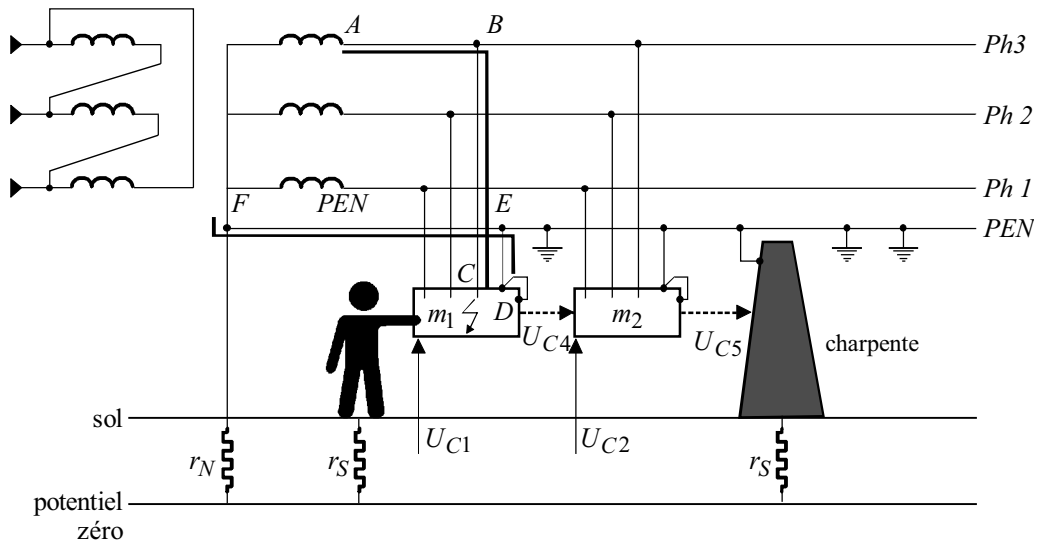 A B
Ph3
Ph 2
Ph 1
F PEN E
PEN
C
m1 D m2
UC4 UC5 charpente
sol
UC1 UC2
rN rS rS
potentiel
zéro